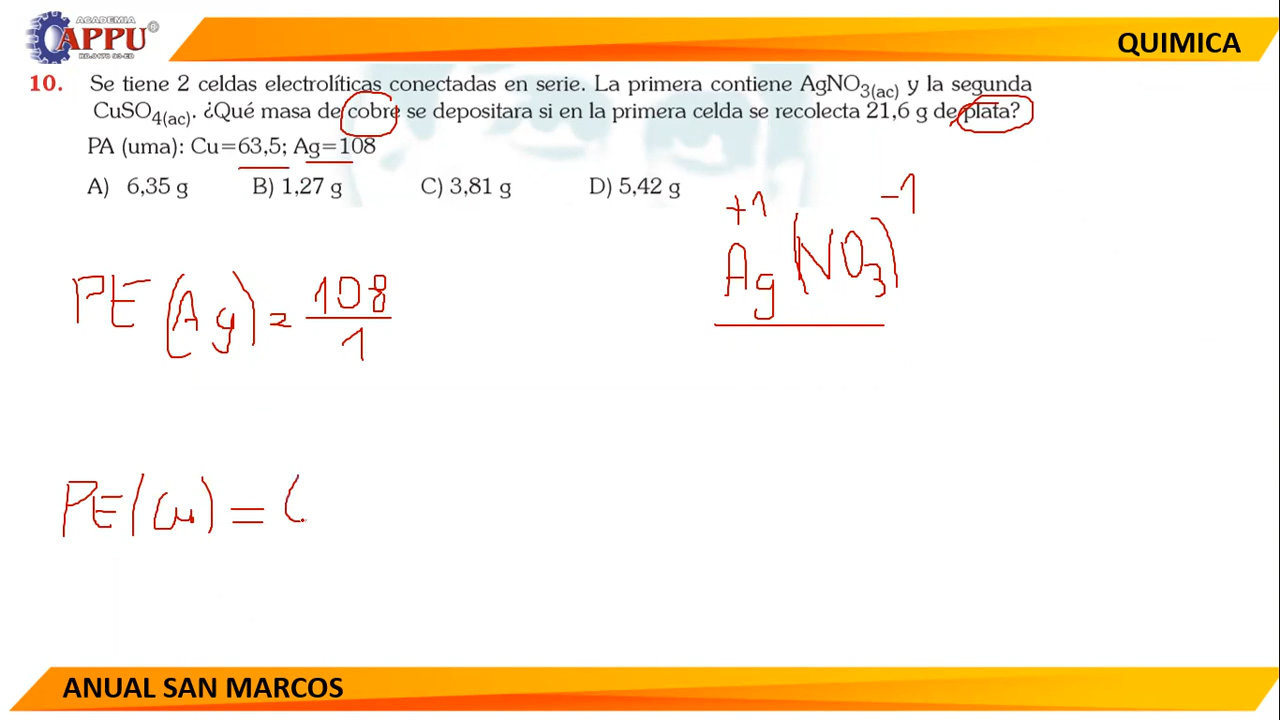 ACADEMIA
APPU
QUIMICA
10. Se tiene 2 celdas electrolíticas conectadas en serie. La primera contiene AgNO3(ac) y la segunda
CuSO4(ac). ¿Qué masa de cobre se depositara si en la primera celda se recolecta 21,6 g de plata?
PA (uma): Cu=63,5; Ag=108
A) 6,35 g B) 1,27 g C) 3,81 g D) 5,42 g
+1 -1
Ag(NO3)
PE(Ag) = 108
1
PE(Cu) =
ANUAL SAN MARCOS